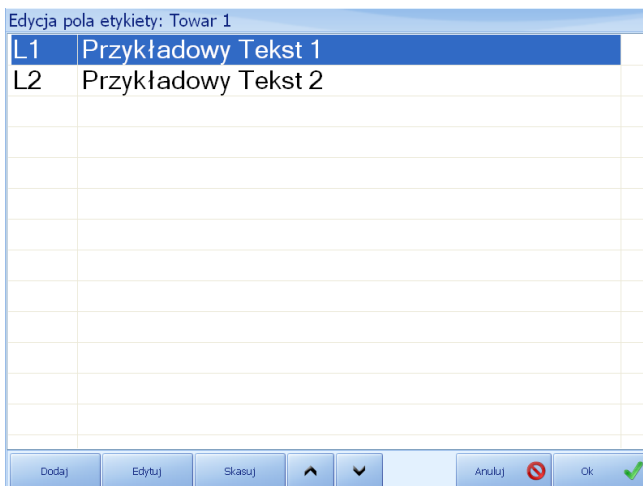 Edycja pola etykiety: Towar 1
L1 Przykładowy Tekst 1
L2 Przykładowy Tekst 2
Dodaj Edytuj Skasuj Anuluj Ok